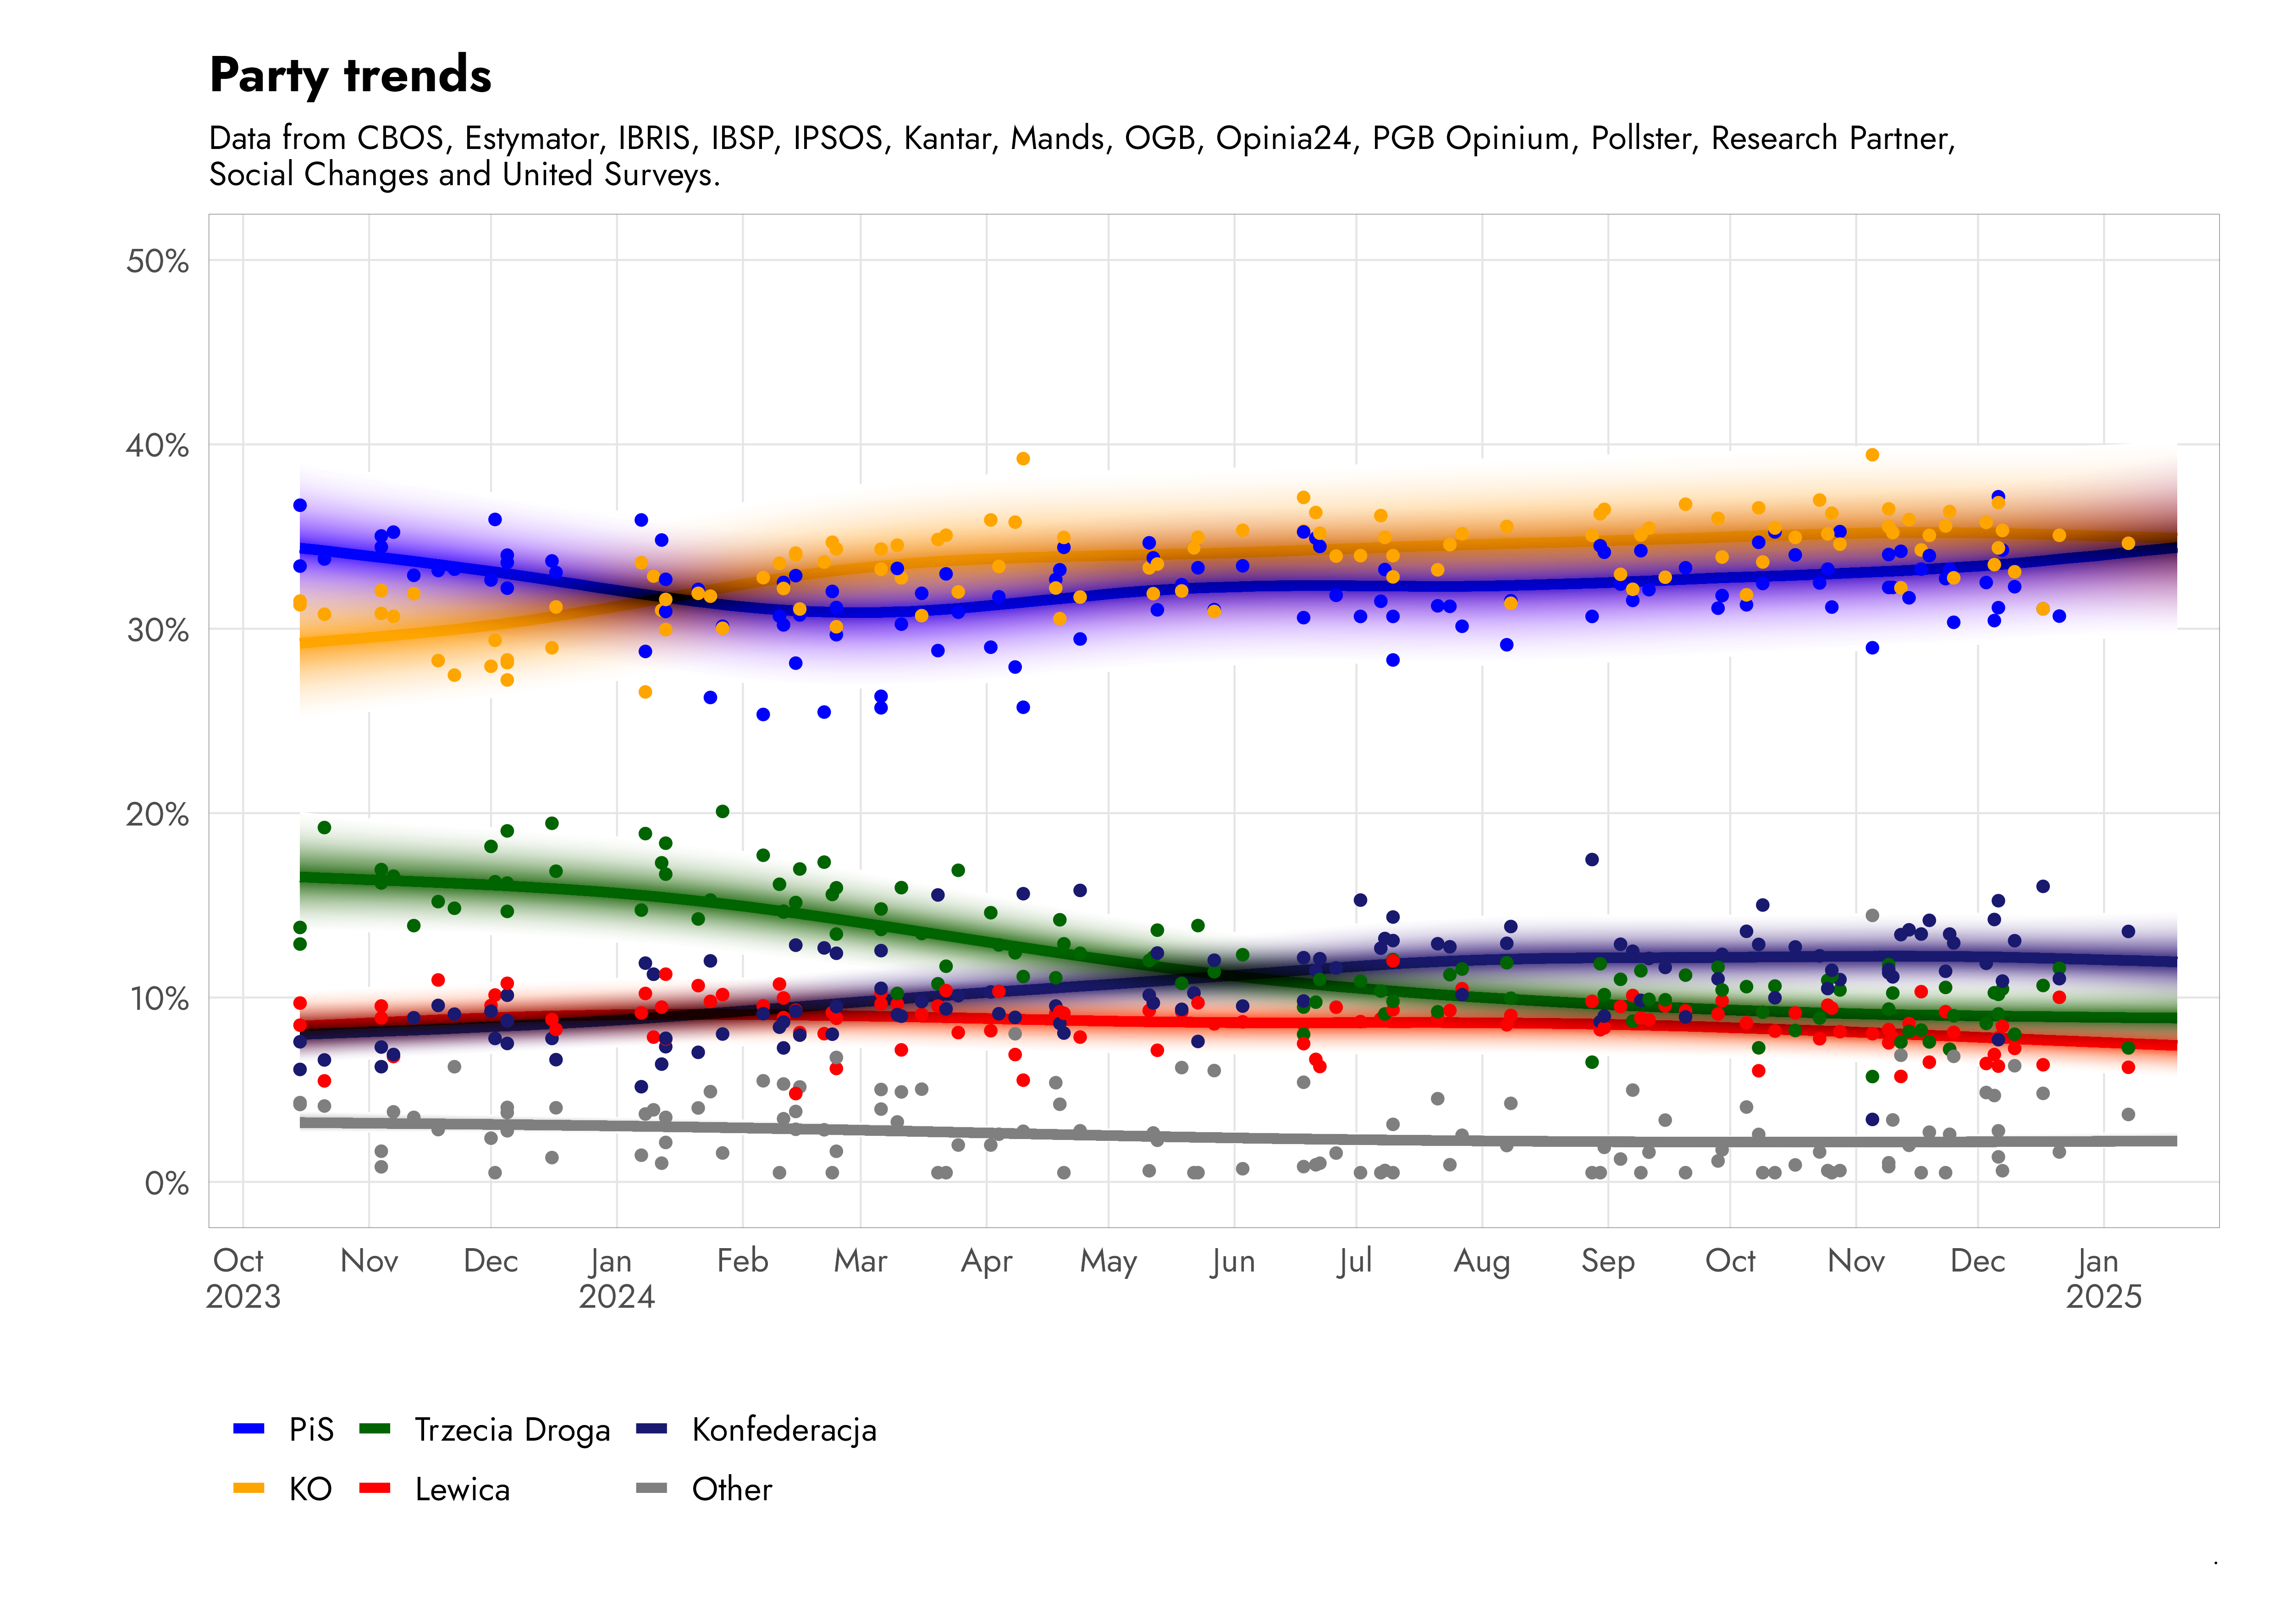 Party trends
Data from CBOS, Estymator, IBRIS, IBSP, IPSOS, Kantar, Mands, OGB, Opinia24, PGB Opinium, Pollster, Research Partner,
Social Changes and United Surveys.
50%
40%
30%
20%
10%
0%
Oct Nov Dec Jan Feb Mar Apr May Jun Jul Aug Sep Oct Nov Dec Jan
2023 2024 2025
PiS Trzecia Droga Konfederacja
KO Lewica Other
.